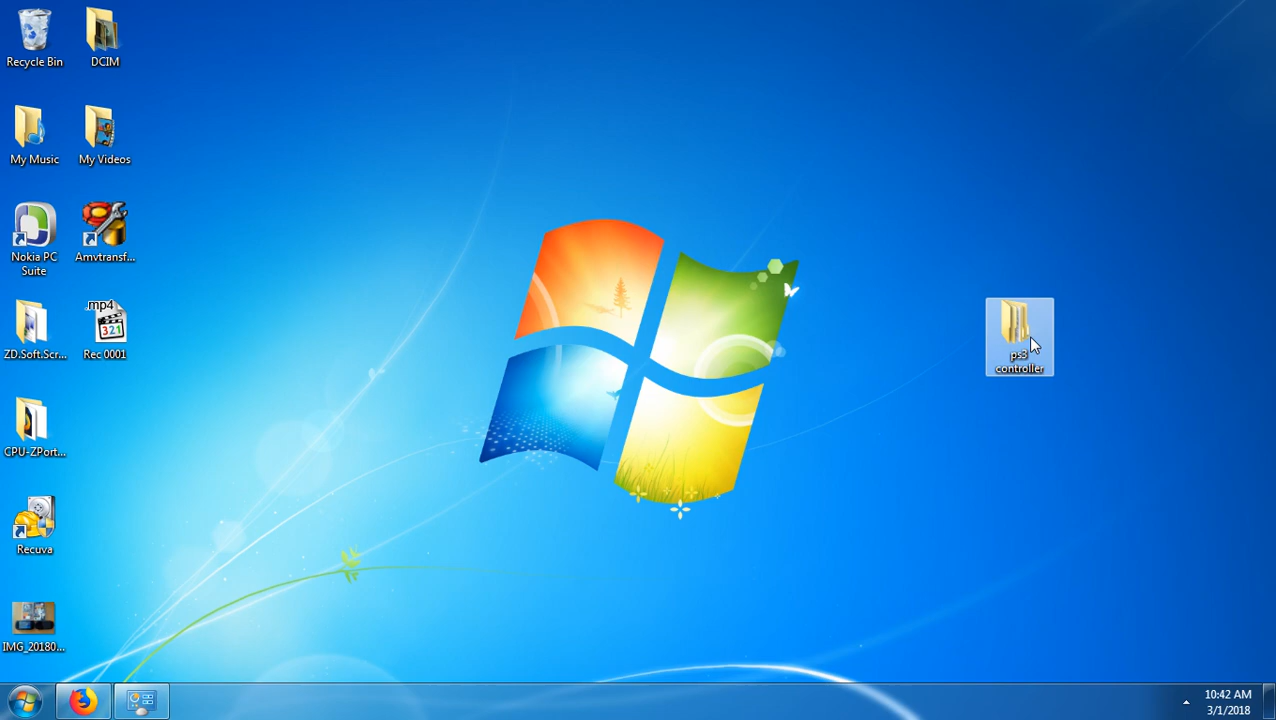 Recycle Bin
DCIM
My Music
My Videos
Nokia PC
Suite
Amvtransf...
ZD.Soft.Scr...
.mp4
321
Rec 0001
CPU-ZPort...
Recuva
IMG_20180...
ps3
controller
10:42 AM
3/1/2018